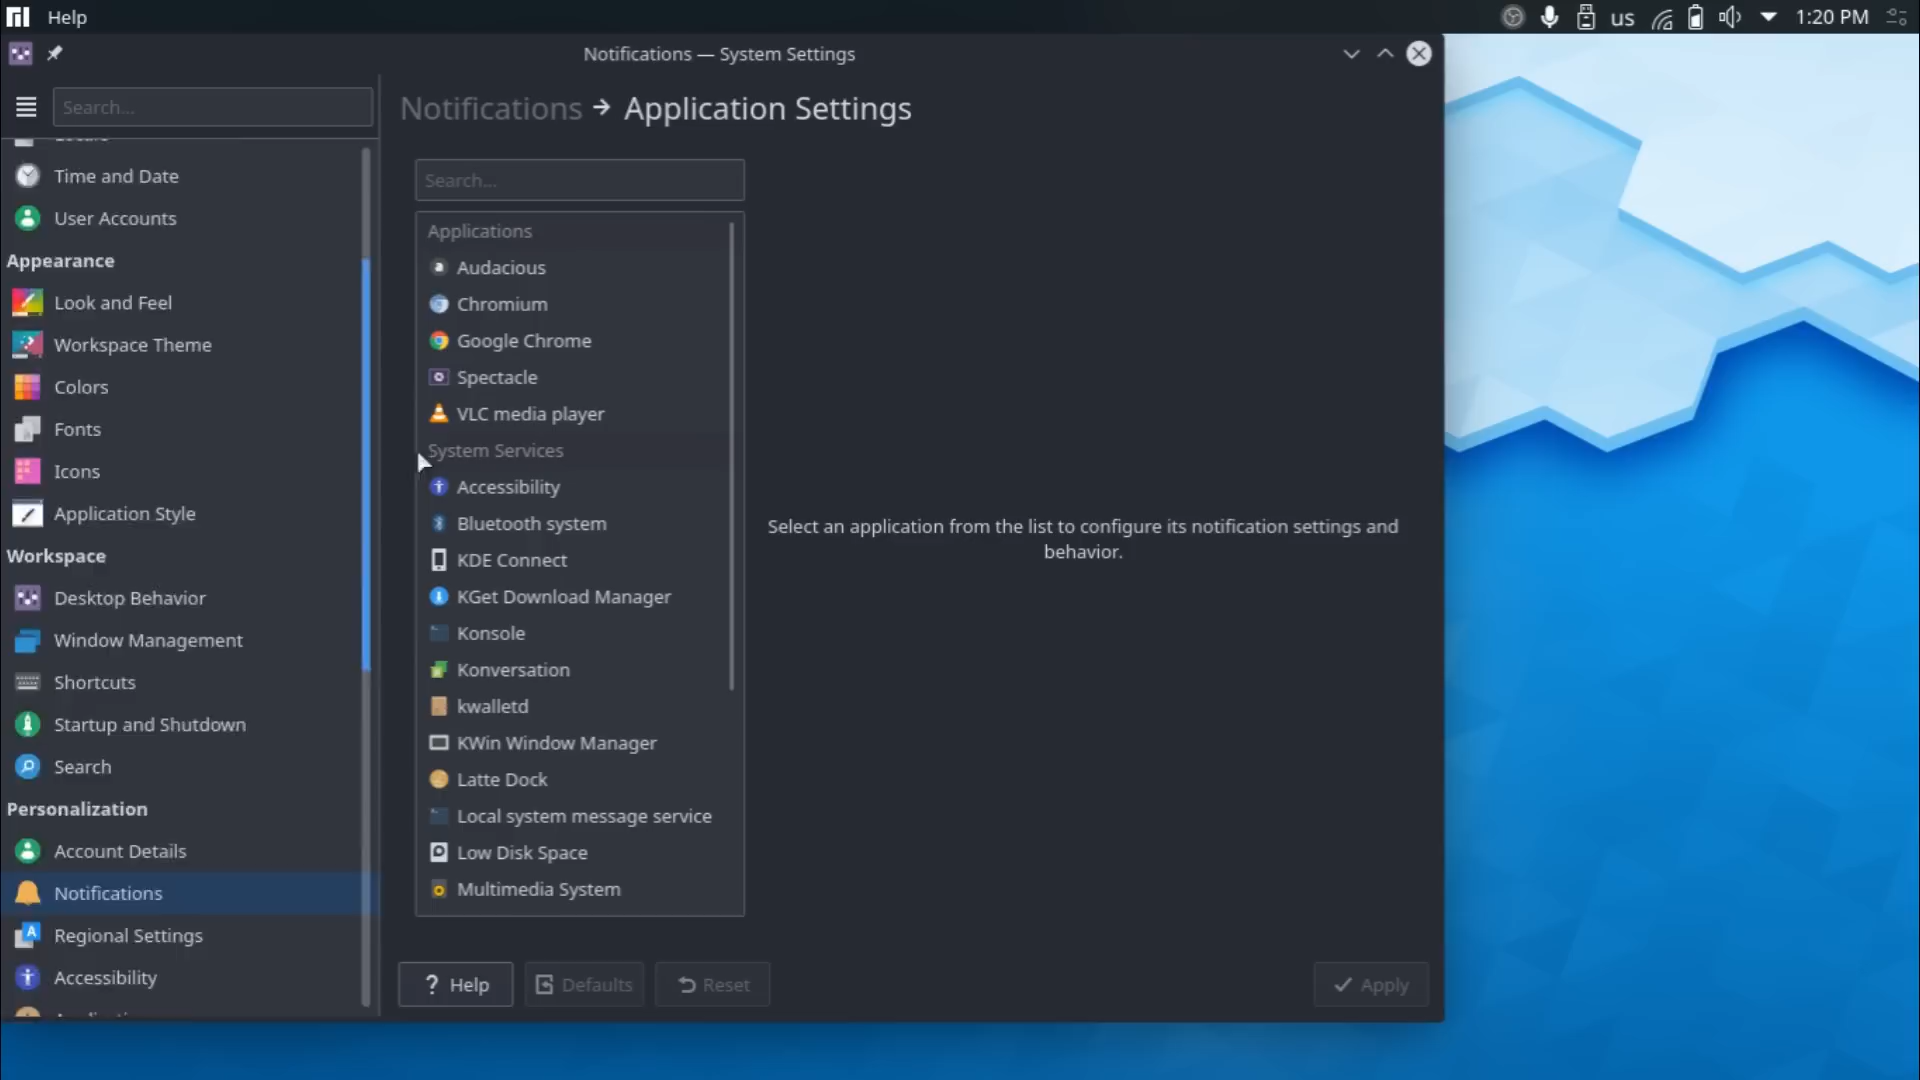 Help
us
1:20 PM
Notifications — System Settings
Search...
Time and Date
User Accounts
Appearance
Look and Feel
Workspace Theme
Colors
Fonts
Icons
Application Style
Workspace
Desktop Behavior
Window Management
Shortcuts
Startup and Shutdown
Search
Personalization
Account Details
Notifications
Regional Settings
A
Accessibility
Notifications → Application Settings
Search...
Applications
Audacious
Chromium
Google Chrome
Spectacle
VLC media player
System Services
Accessibility
Bluetooth system
KDE Connect
KGet Download Manager
Konsole
Konversation
kwalletd
KWin Window Manager
Latte Dock
Local system message service
Low Disk Space
Multimedia System
Select an application from the list to configure its notification settings and
behavior.
? Help
Defaults
Reset
Apply